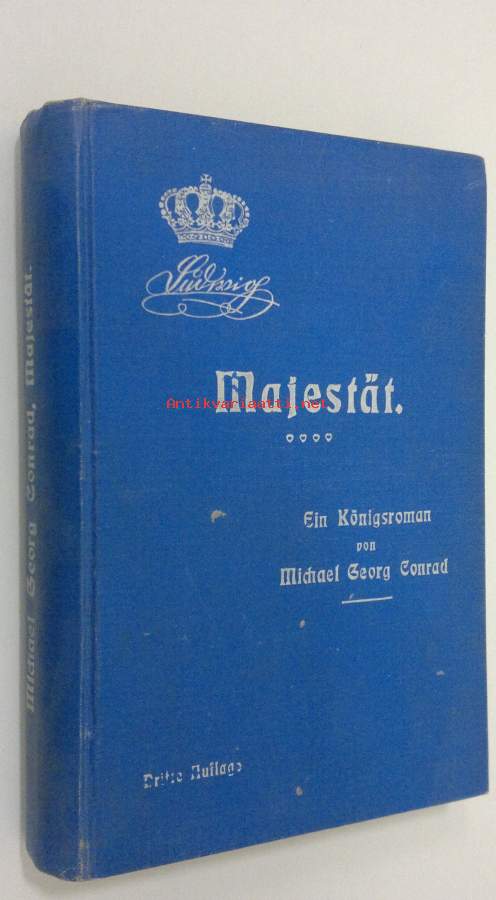 Ludwig
Majestät.
Antikvariaatti.net
Ein Königsroman
von
Michael Georg Conrad
Dritte Auflage
Michael Georg Conrad, Majestät.